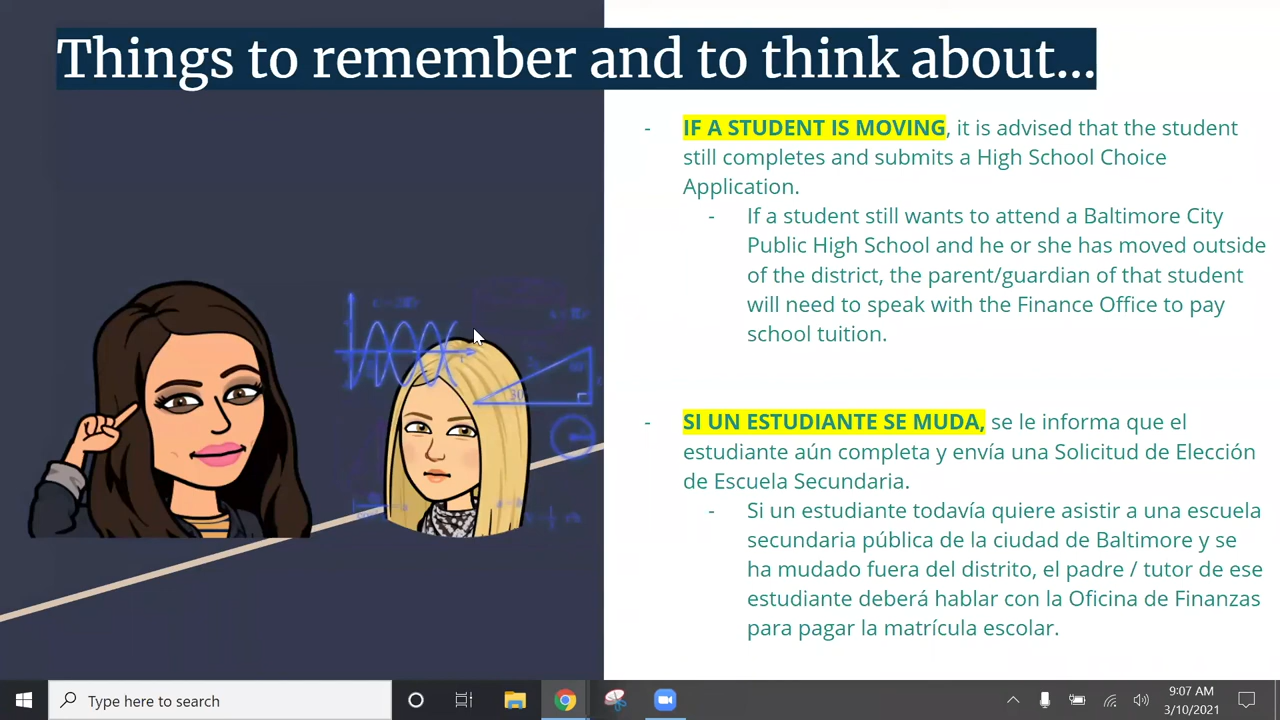 Things to remember and to think about...
- IF A STUDENT IS MOVING, it is advised that the student
still completes and submits a High School Choice
Application.
- If a student still wants to attend a Baltimore City
Public High School and he or she has moved outside
of the district, the parent/guardian of that student
will need to speak with the Finance Office to pay
school tuition.
- SI UN ESTUDIANTE SE MUDA, se le informa que el
estudiante aún completa y envía una Solicitud de Elección
de Escuela Secundaria.
- Si un estudiante todavía quiere asistir a una escuela
secundaria pública de la ciudad de Baltimore y se
ha mudado fuera del distrito, el padre / tutor de ese
estudiante deberá hablar con la Oficina de Finanzas
para pagar la matrícula escolar.
Type here to search
9:07 AM
3/10/2021